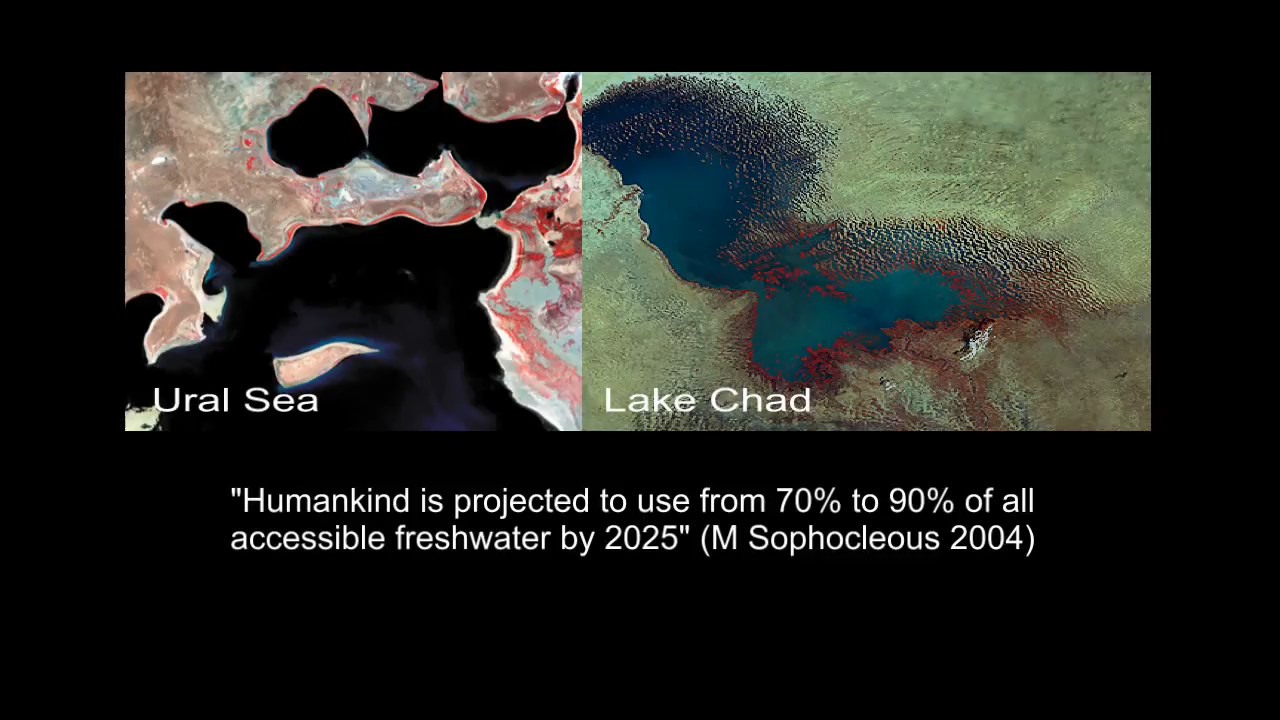 Ural Sea
Lake Chad
"Humankind is projected to use from 70% to 90% of all
accessible freshwater by 2025" (M Sophocleous 2004)